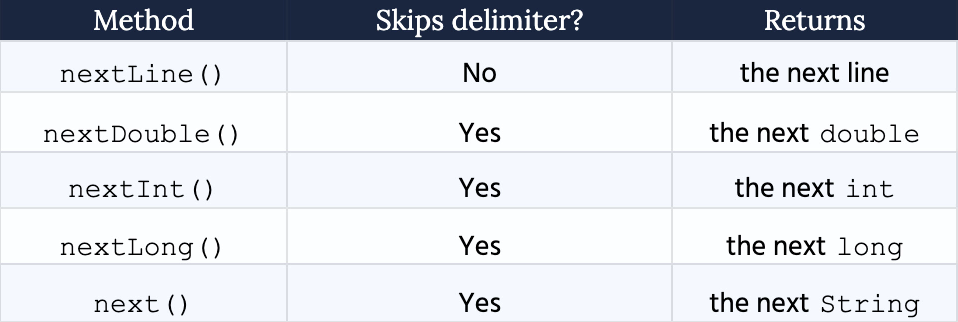 Method Skips delimiter? Returns
nextLine() No the next line
nextDouble() Yes the next double
nextInt() Yes the next int
nextLong() Yes the next long
next() Yes the next String